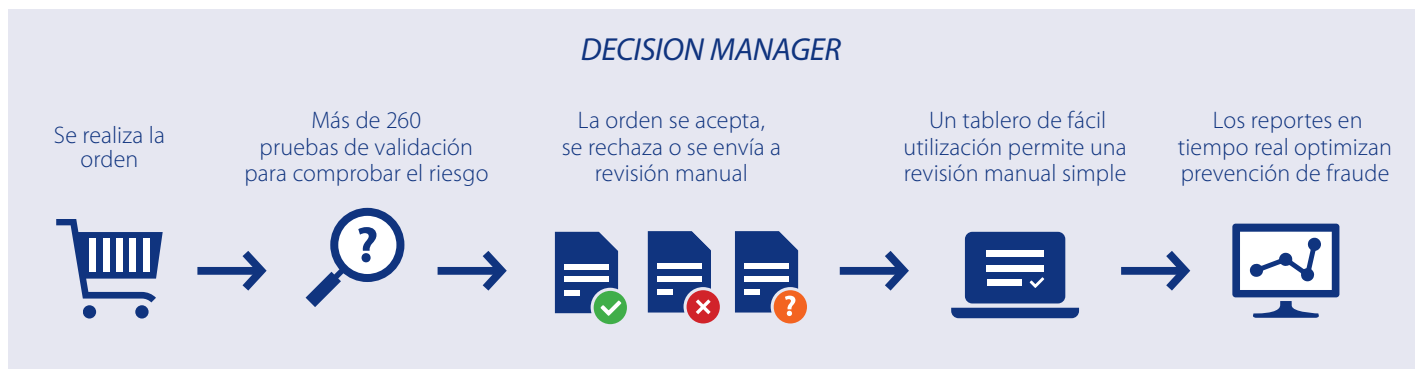 DECISION MANAGER
Se realiza la
orden
Más de 260
pruebas de validación
para comprobar el riesgo
La orden se acepta,
se rechaza o se envía a
revisión manual
Un tablero de fácil
utilización permite una
revisión manual simple
Los reportes en
tiempo real optimizan
prevención de fraude
?
?